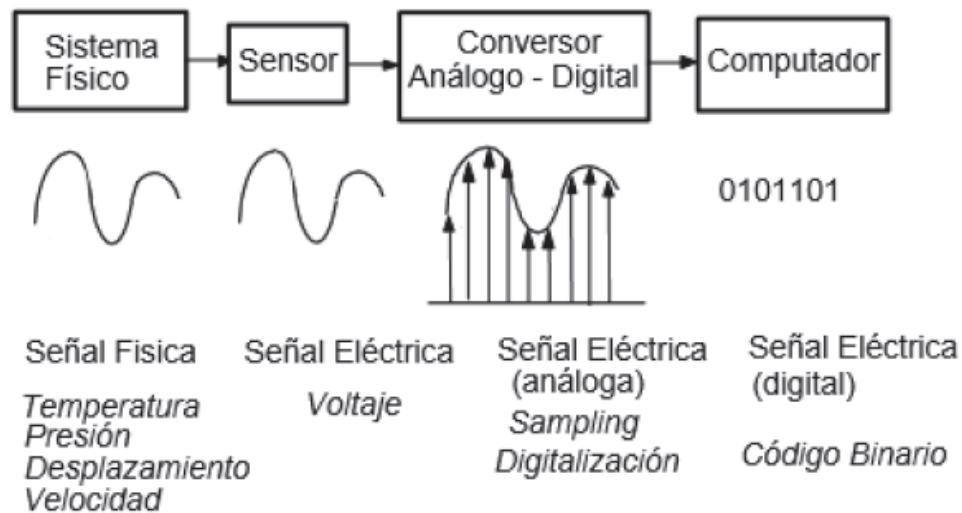 Sistema
Físico
Sensor
Conversor
Análogo - Digital
Computador
0101101
Señal Fisica
Temperatura
Presión
Desplazamiento
Velocidad
Señal Eléctrica
Voltaje
Señal Eléctrica
(análoga)
Sampling
Digitalización
Señal Eléctrica
(digital)
Código Binario